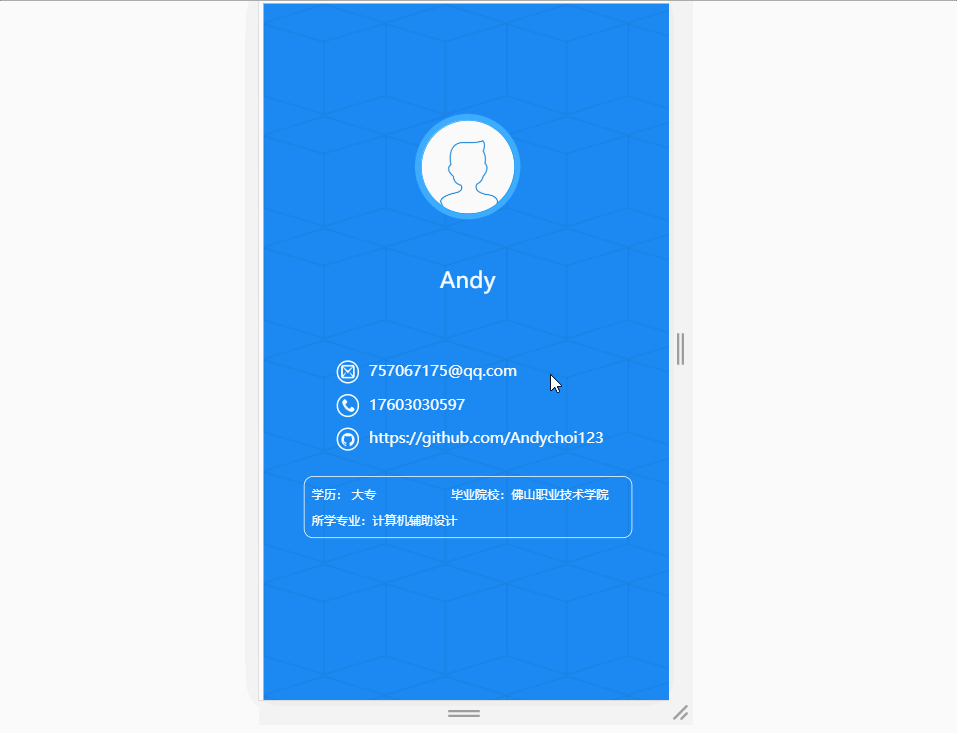 Andy
757067175@qq.com
17603030597
https://github.com/Andychoi123
学历： 大专 毕业院校：佛山职业技术学院
所学专业：计算机辅助设计